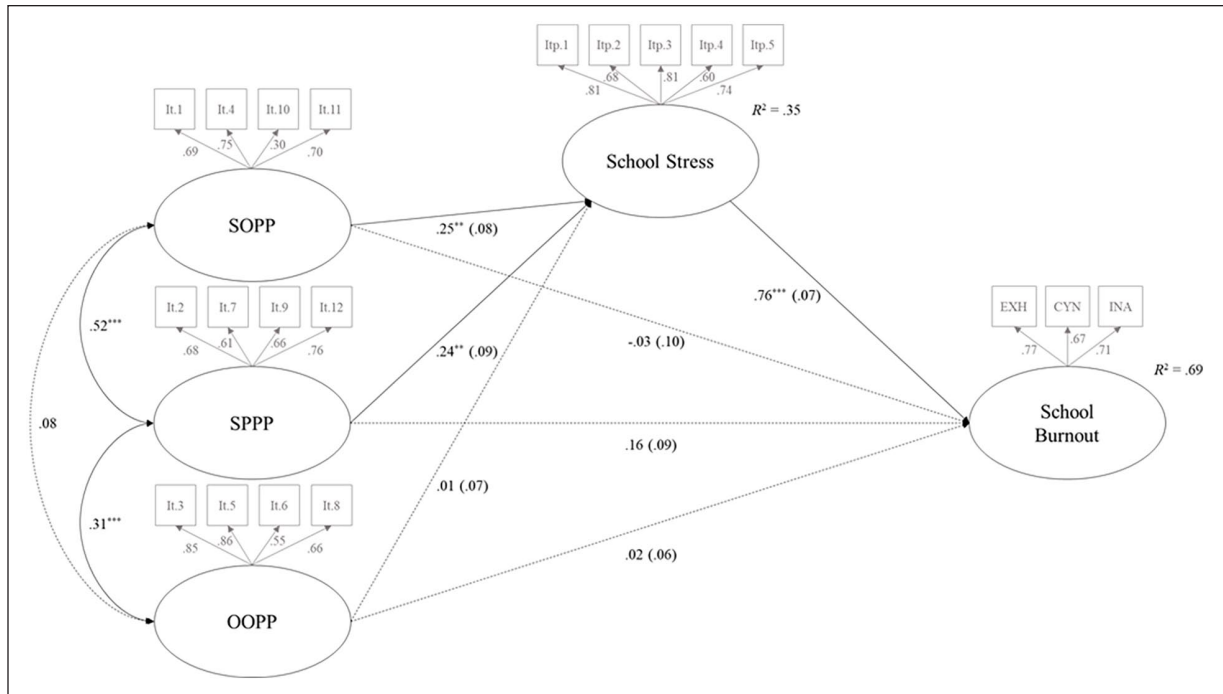 Itp.1 Itp.2 Itp.3 Itp.4 Itp.5
.81 .68 .81 .60 .74
R² = .35
School Stress
It.1 It.4 It.10 It.11
.69 .75 .30 .70
SOPP
.25** (.08)
.76*** (.07)
It.2 It.7 It.9 It.12
.68 .61 .66 .76
.52***
.24** (.09)
-.03 (.10)
EXH CYN INA
.77 .67 .71
R² = .69
.08
SPPP
.16 (.09)
School
Burnout
It.3 It.5 It.6 It.8
.85 .86 .55 .66
.31***
.01 (.07)
.02 (.06)
OOPP